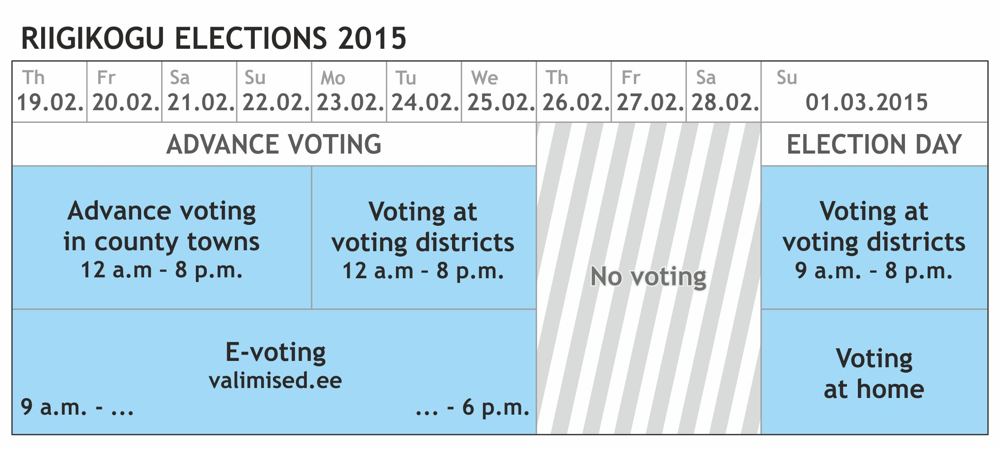 RIIGIKOGU ELECTIONS 2015
Th Fr Sa Su Mo Tu We Th Fr Sa Su
19.02. 20.02. 21.02. 22.02. 23.02. 24.02. 25.02. 26.02. 27.02. 28.02. 01.03.2015
ADVANCE VOTING
ELECTION DAY
Advance voting
in county towns
12 a.m – 8 p.m.
Voting at
voting districts
12 a.m – 8 p.m.
No voting
Voting at
voting districts
9 a.m. – 8 p.m.
E-voting
valimised.ee
9 a.m. - ... ... - 6 p.m.
Voting
at home